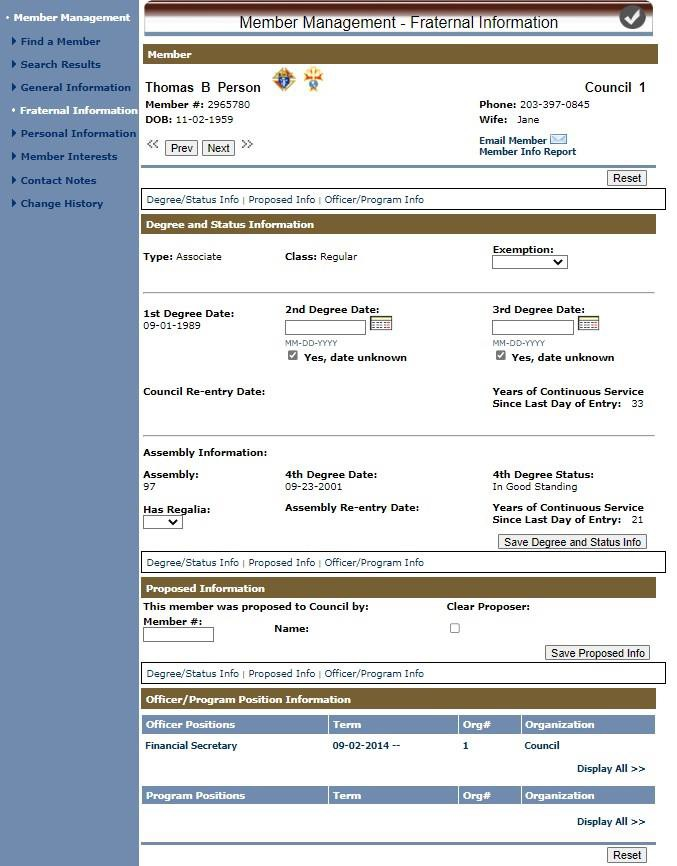 Member Management
Find a Member
Search Results
General Information
Fraternal Information
Personal Information
Member Interests
Contact Notes
Change History
Member Management - Fraternal Information
Member
Thomas B Person
Council 1
Member #: 2965780
Phone: 203-397-0845
DOB: 11-02-1959
Wife: Jane
<< Prev Next >>
Email Member
Member Info Report
Reset
Degree/Status Info | Proposed Info | Officer/Program Info
Degree and Status Information
Type: Associate
Class: Regular
Exemption:
1st Degree Date:
09-01-1989
2nd Degree Date:
MM-DD-YYYY
Yes, date unknown
3rd Degree Date:
MM-DD-YYYY
Yes, date unknown
Council Re-entry Date:
Years of Continuous Service
Since Last Day of Entry: 33
Assembly Information:
Assembly:
97
4th Degree Date:
09-23-2001
4th Degree Status:
In Good Standing
Has Regalia:
Assembly Re-entry Date:
Years of Continuous Service
Since Last Day of Entry: 21
Save Degree and Status Info
Degree/Status Info | Proposed Info | Officer/Program Info
Proposed Information
This member was proposed to Council by:
Clear Proposer:
Member #:
Name:
Save Proposed Info
Degree/Status Info | Proposed Info | Officer/Program Info
Officer/Program Position Information
Officer Positions Term Org# Organization
Financial Secretary 09-02-2014 -- 1 Council
Display All >>
Program Positions Term Org# Organization
Display All >>
Reset